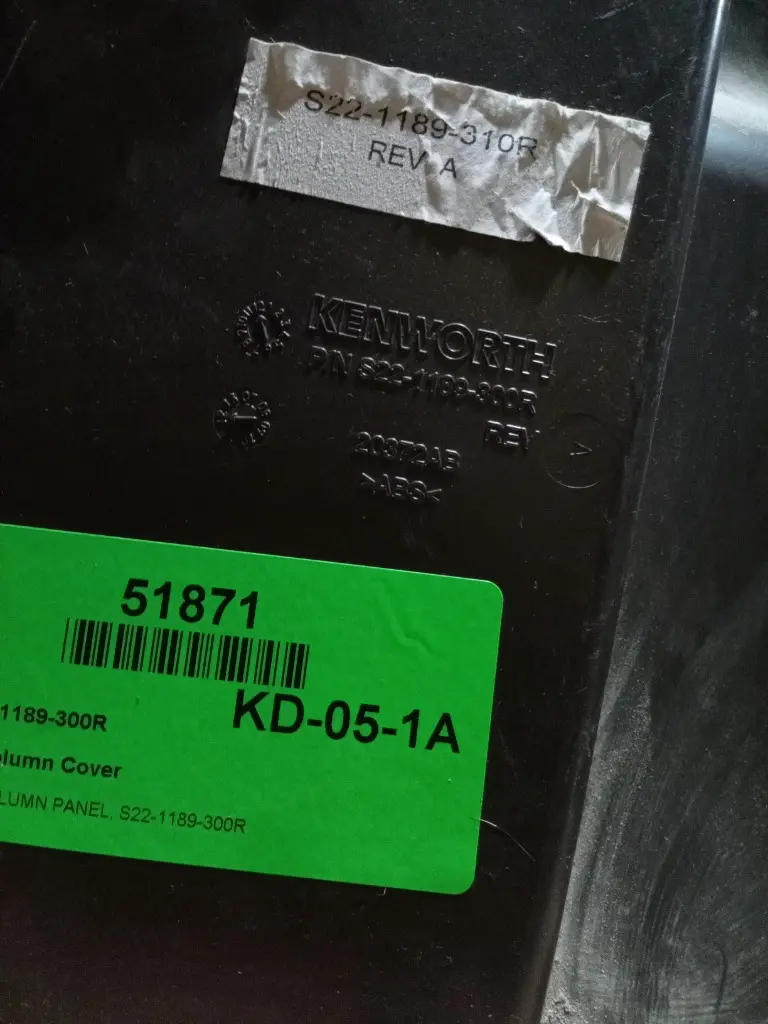 S22-1189-310R
REV A
KENWORTH
P/N S22-1189-300R
REV A
20372AB
>ABS<
51871
KD-05-1A
1189-300R
lumn Cover
LUMN PANEL, S22-1189-300R